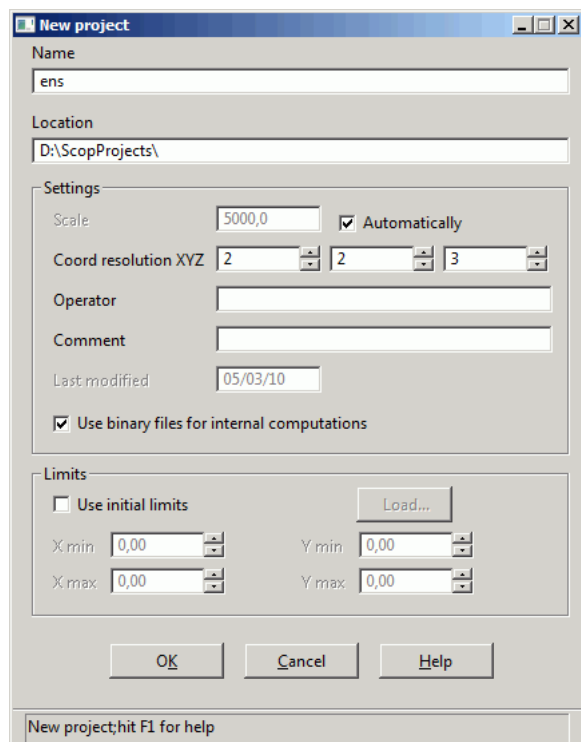 New project
Name
ens
Location
D:\ScopProjects\
Settings
Scale 5000,0 Automatically
Coord resolution XYZ 2 2 3
Operator
Comment
Last modified 05/03/10
Use binary files for internal computations
Limits
Use initial limits Load...
X min 0,00 Y min 0,00
X max 0,00 Y max 0,00
OK Cancel Help
New project;hit F1 for help